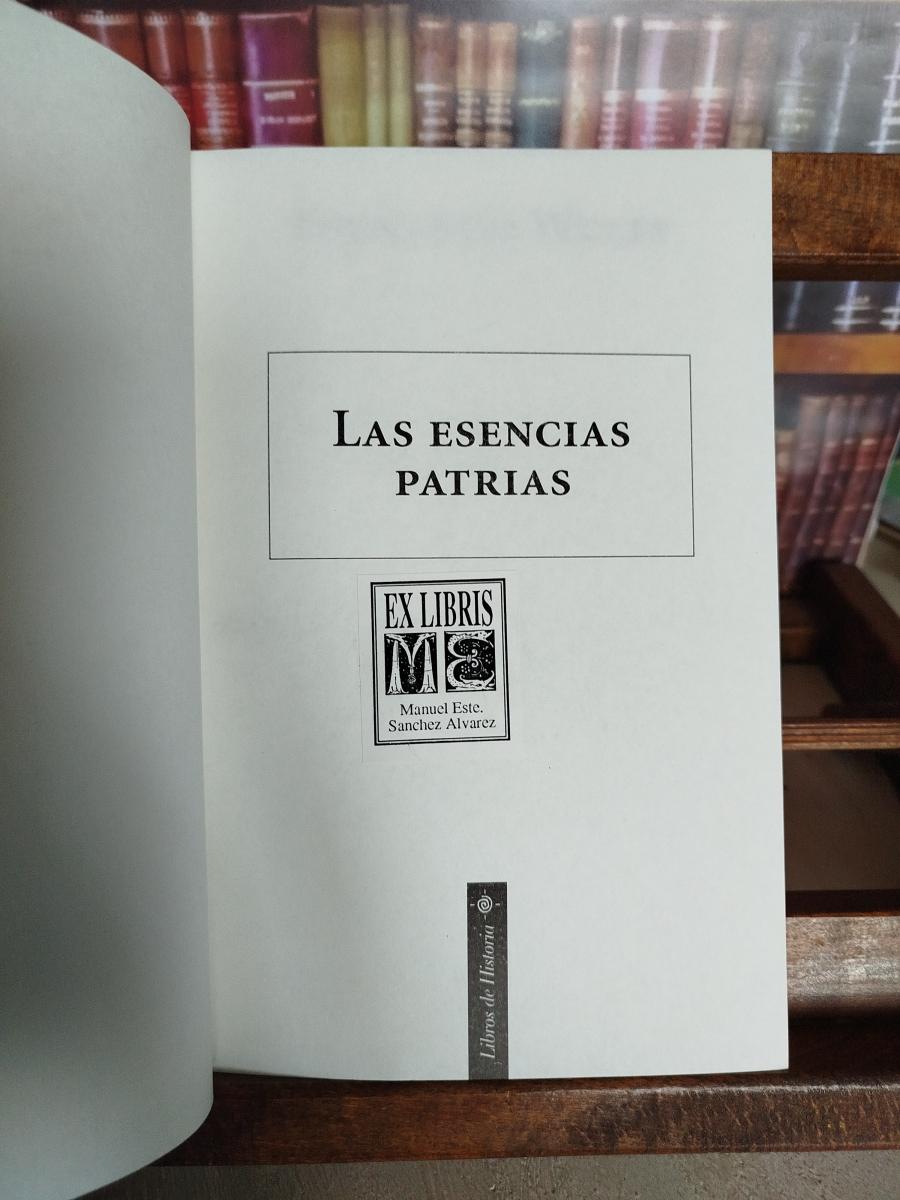 LAS ESENCIAS
PATRIAS
EX LIBRIS
M E
Manuel Este.
Sanchez Alvarez
Libros de Historia